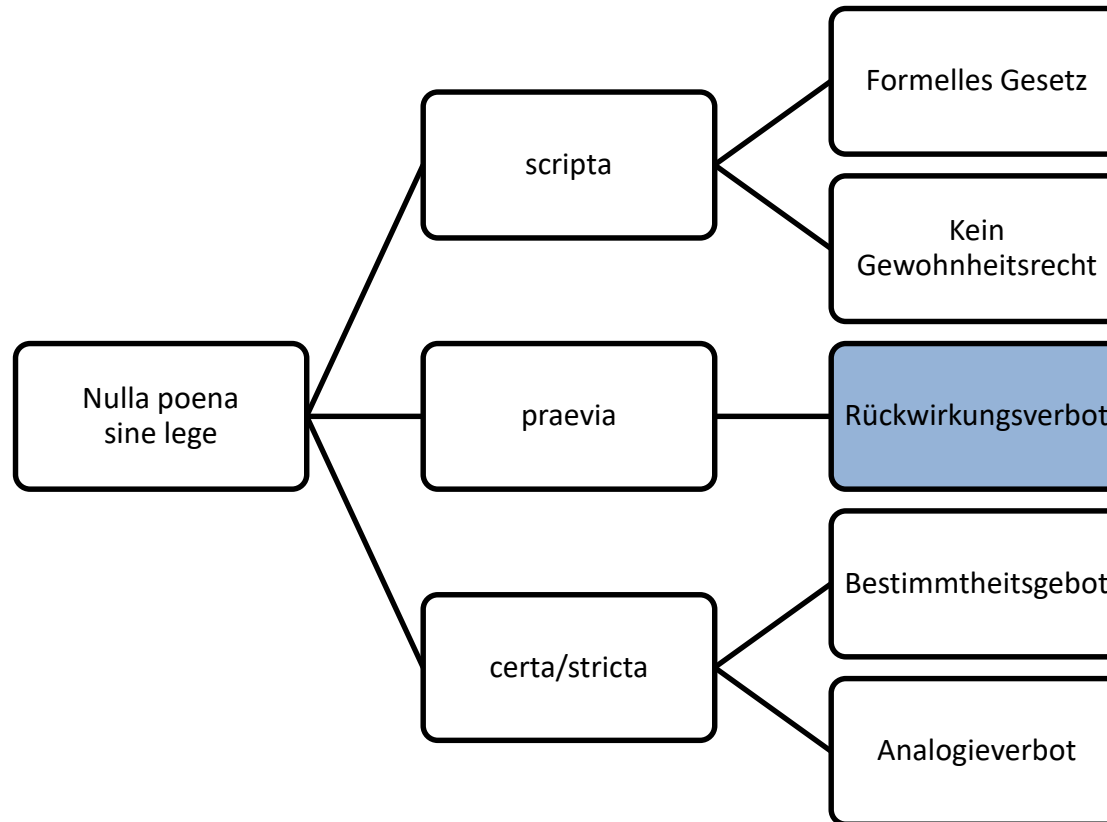 Formelles Gesetz
scripta
Kein
Gewohnheitsrecht
Nulla poena
sine lege
praevia
Rückwirkungsverbot
Bestimmtheitsgebot
certa/stricta
Analogieverbot